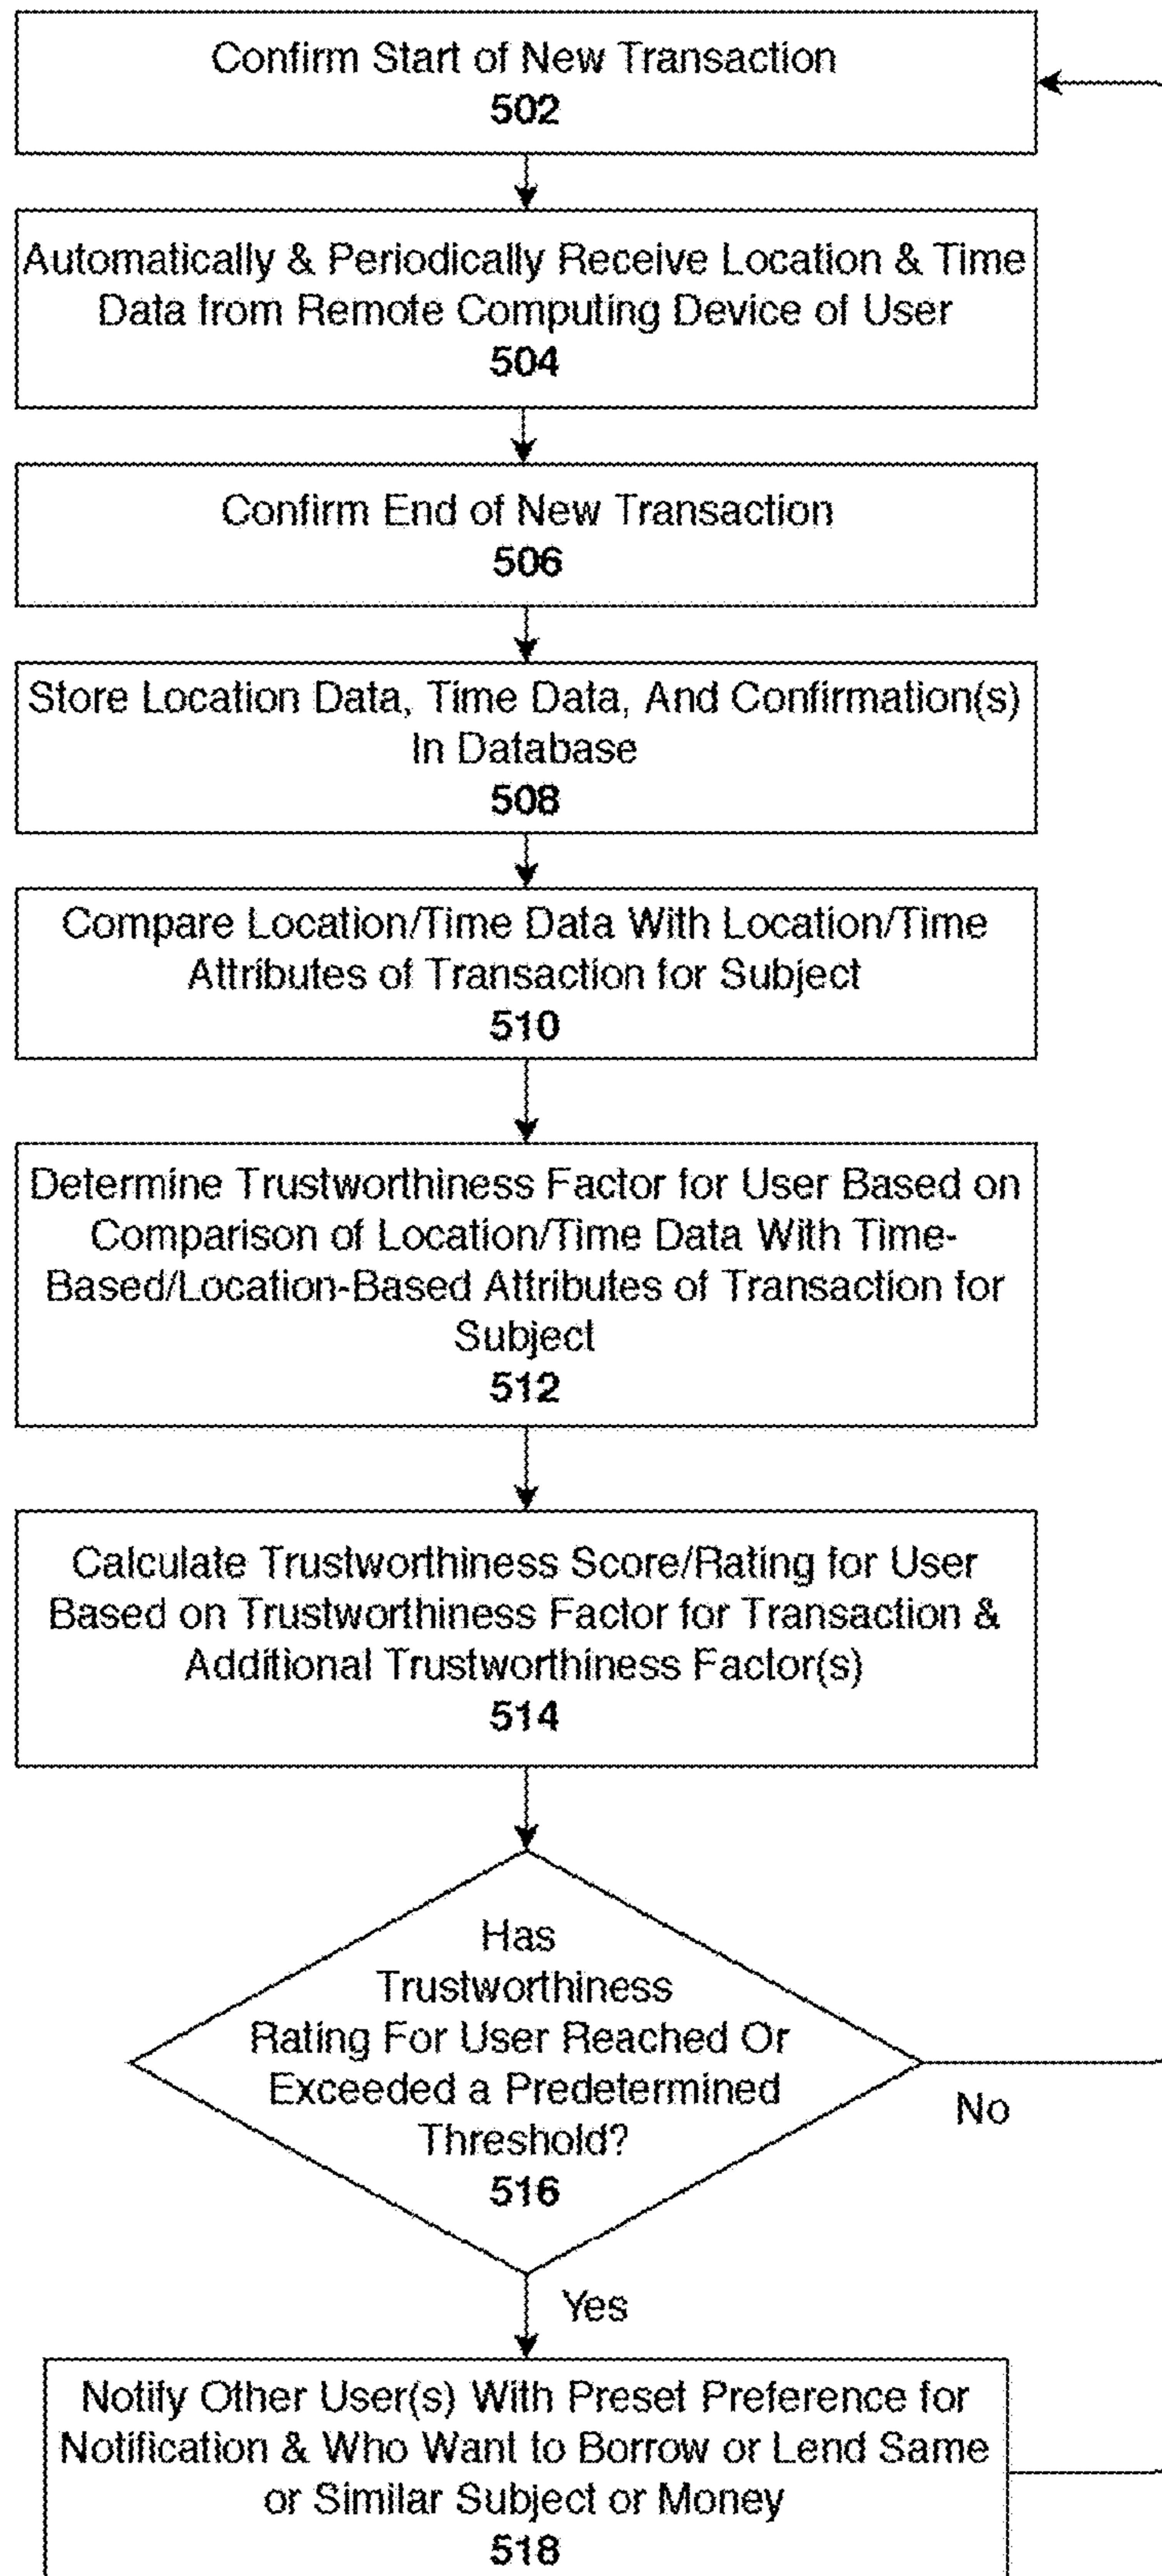 Confirm Start of New Transaction
502
Automatically & Periodically Receive Location & Time
Data from Remote Computing Device of User
504
Confirm End of New Transaction
506
Store Location Data, Time Data, And Confirmation(s)
In Database
508
Compare Location/Time Data With Location/Time
Attributes of Transaction for Subject
510
Determine Trustworthiness Factor for User Based on
Comparison of Location/Time Data With Time-
Based/Location-Based Attributes of Transaction for
Subject
512
Calculate Trustworthiness Score/Rating for User
Based on Trustworthiness Factor for Transaction &
Additional Trustworthiness Factor(s)
514
Has
Trustworthiness
Rating For User Reached Or
Exceeded a Predetermined
Threshold?
516
No
Yes
Notify Other User(s) With Preset Preference for
Notification & Who Want to Borrow or Lend Same
or Similar Subject or Money
518